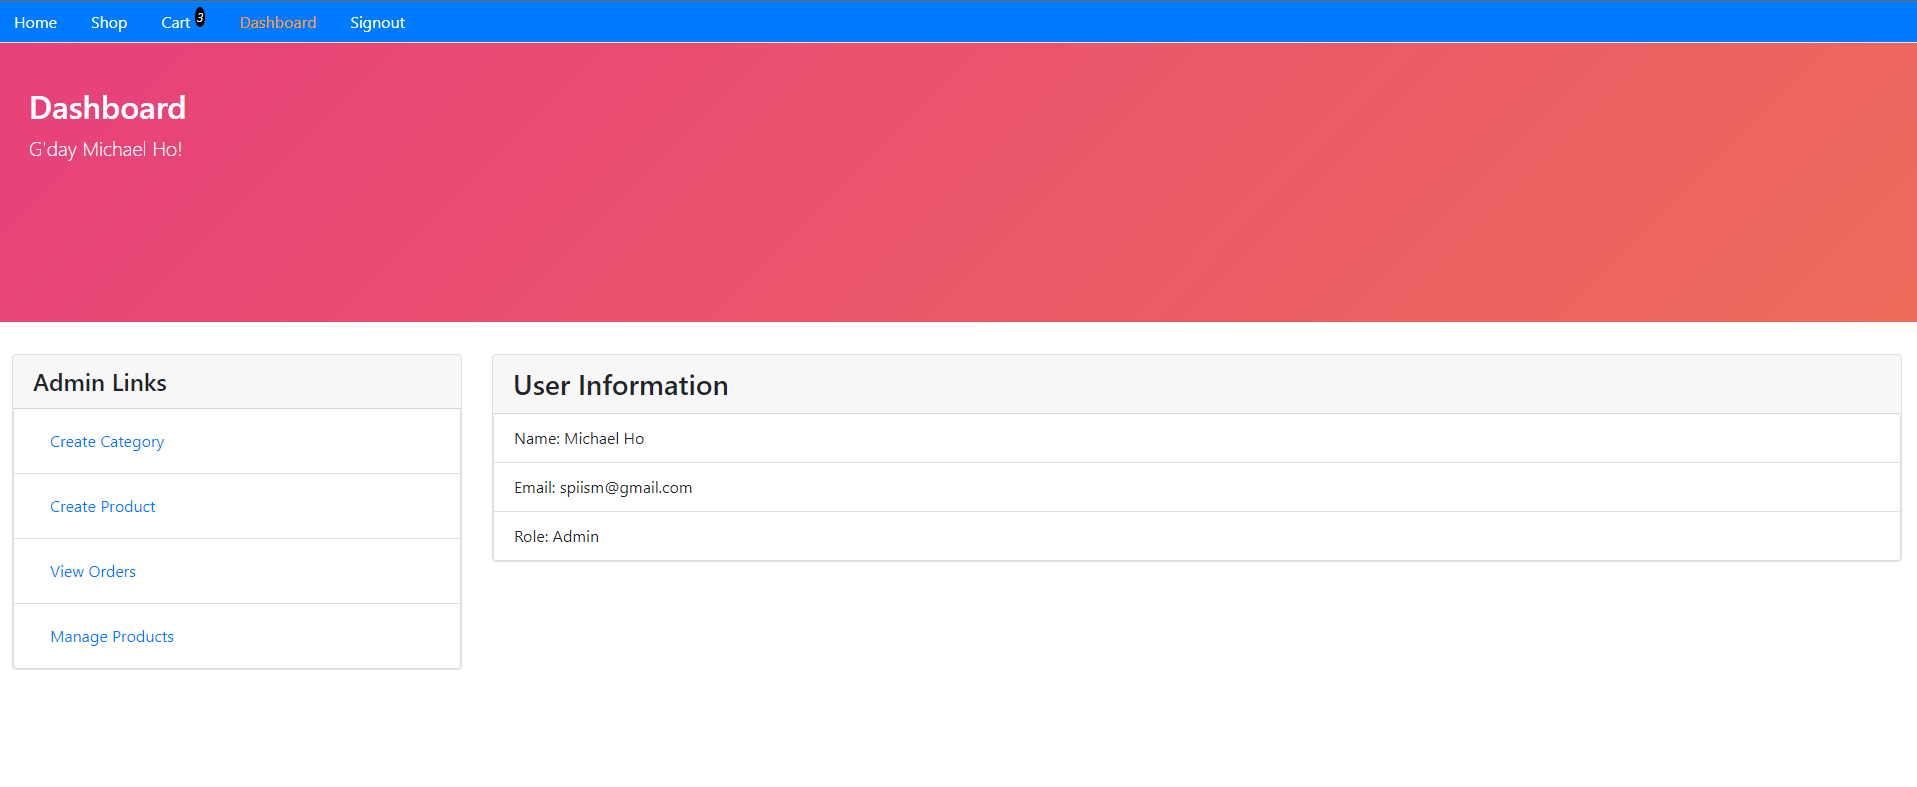 Home Shop Cart 3 Dashboard Signout
Dashboard
G'day Michael Ho!
Admin Links
Create Category
Create Product
View Orders
Manage Products
User Information
Name: Michael Ho
Email: spiism@gmail.com
Role: Admin